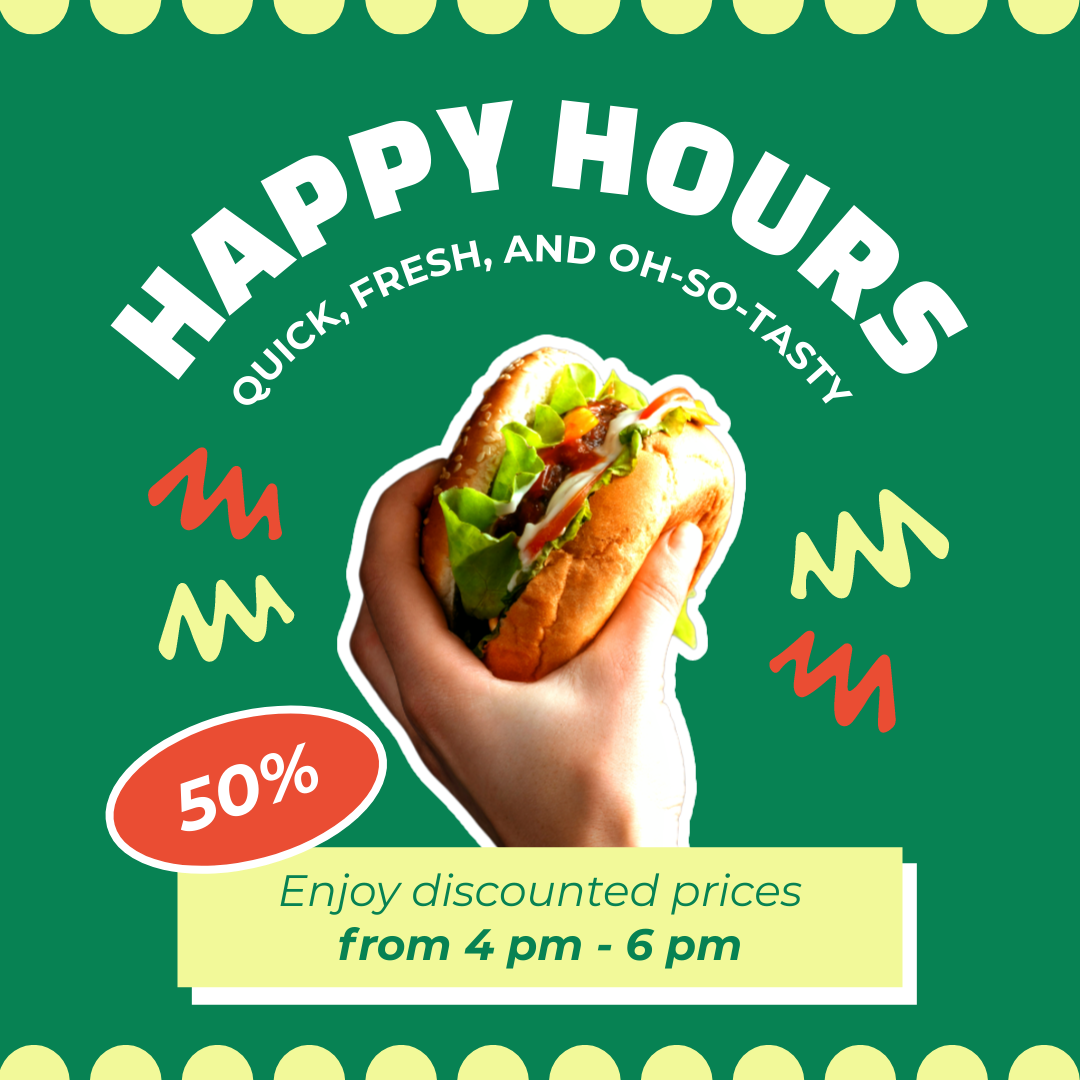 HAPPY HOURS
QUICK, FRESH, AND OH-SO-TASTY
50%
Enjoy discounted prices
from 4 pm - 6 pm